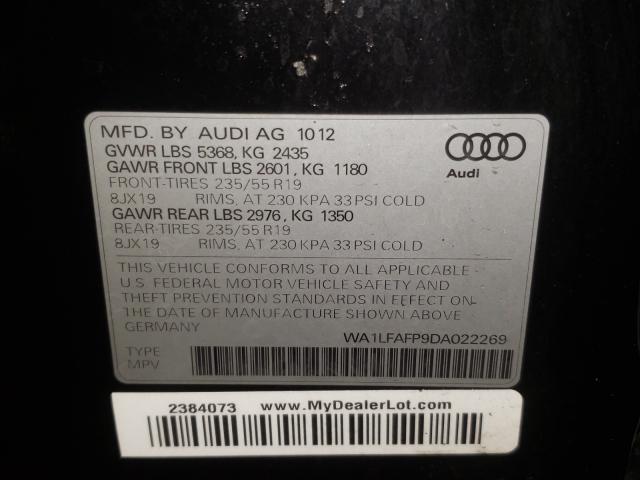 MFD. BY AUDI AG 1012
GVWR LBS 5368, KG 2435
GAWR FRONT LBS 2601, KG 1180
FRONT-TIRES 235/55 R19
8JX19 RIMS, AT 230 KPA 33 PSI COLD
GAWR REAR LBS 2976, KG 1350
REAR-TIRES 235/55 R19
8JX19 RIMS, AT 230 KPA 33 PSI COLD
Audi
THIS VEHICLE CONFORMS TO ALL APPLICABLE
U.S. FEDERAL MOTOR VEHICLE SAFETY AND
THEFT PREVENTION STANDARDS IN EFFECT ON
THE DATE OF MANUFACTURE SHOWN ABOVE
GERMANY WA1LFAFP9DA022269
TYPE
MPV
2384073 www.MyDealerLot.com